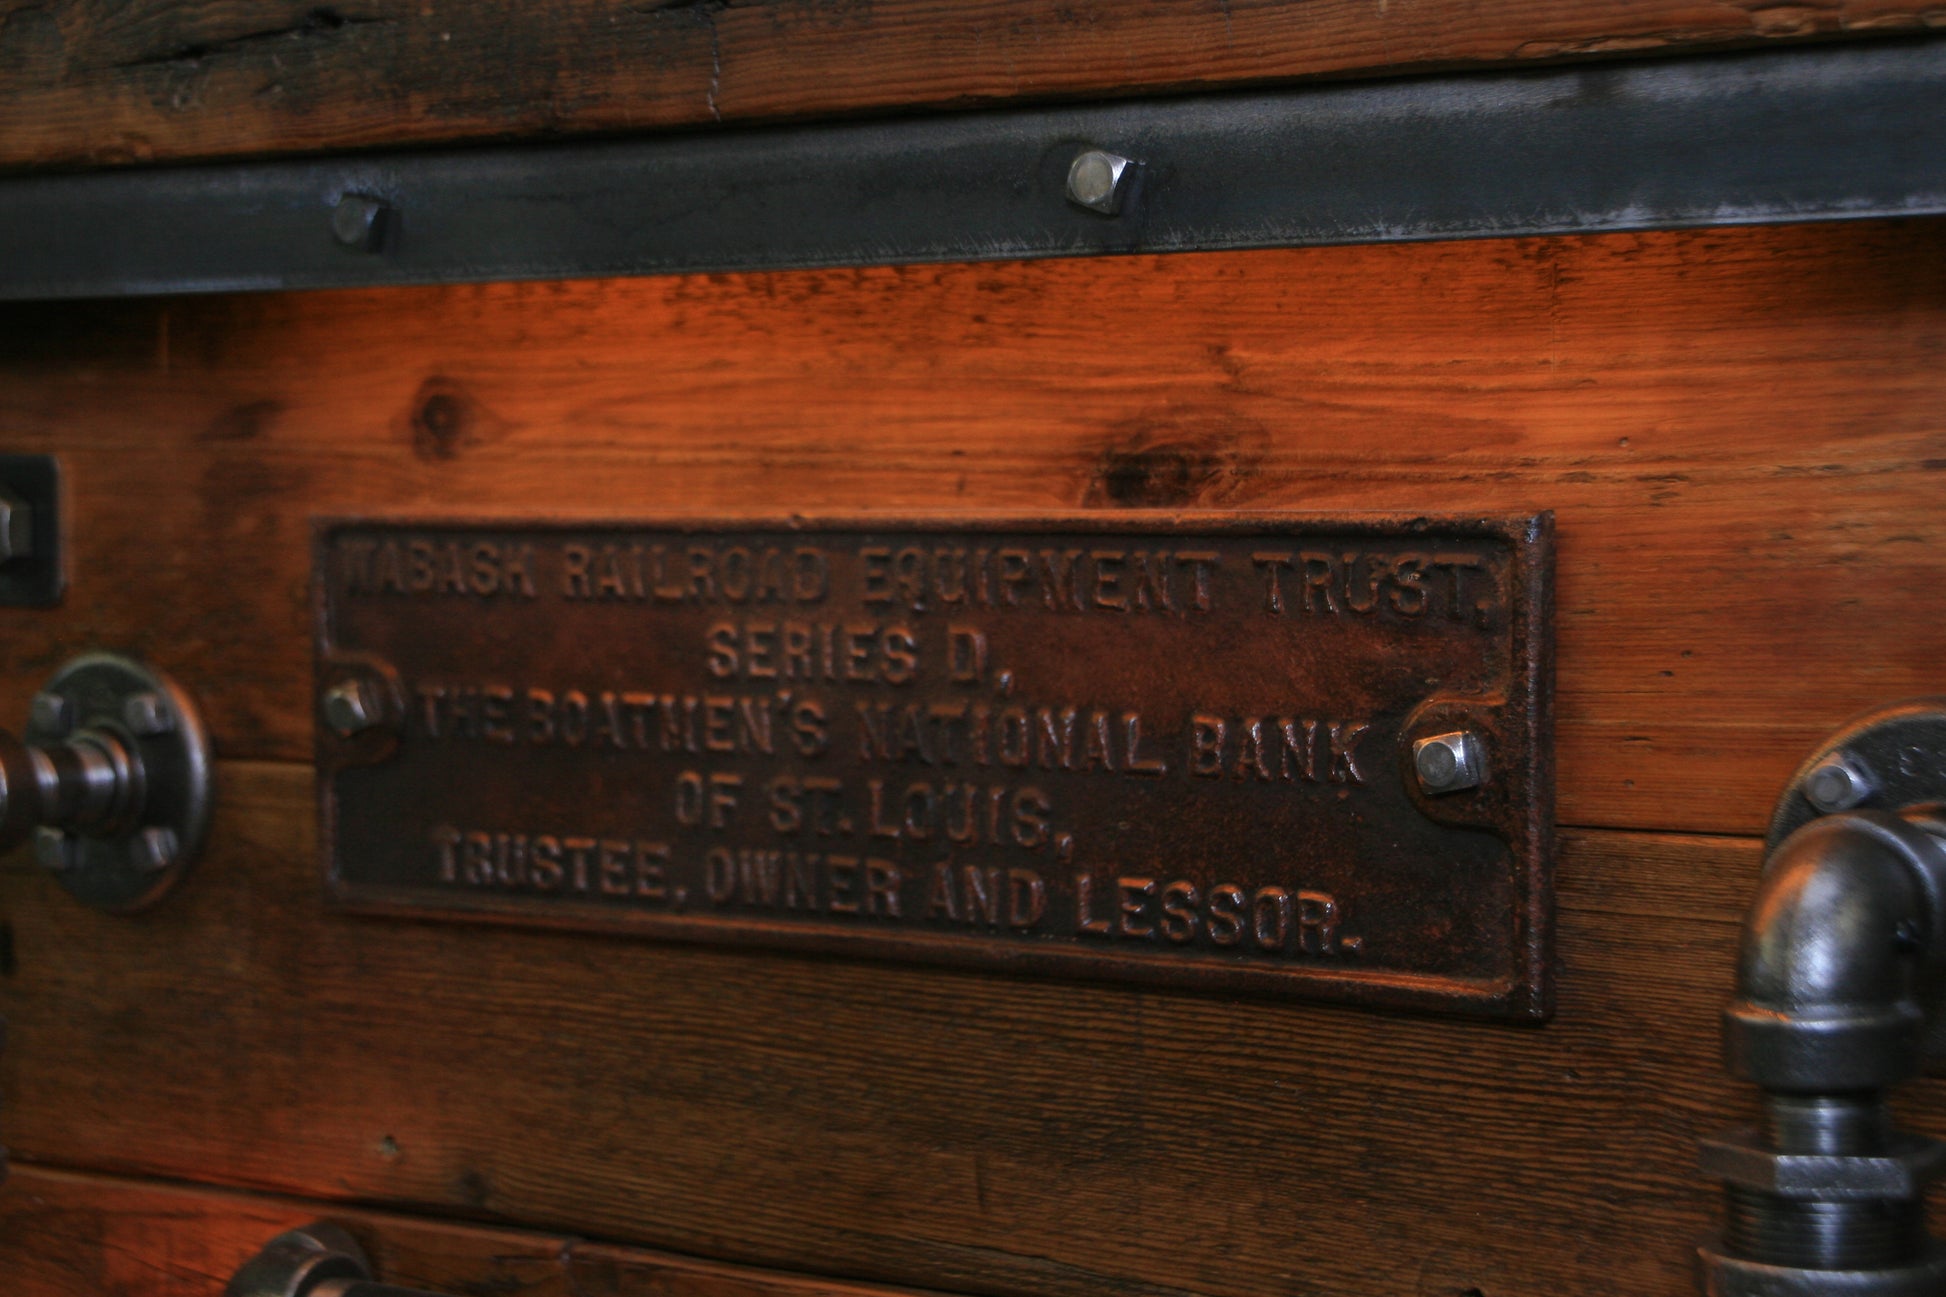 WABASH RAILROAD EQUIPMENT TRUST.
SERIES D.,
THE BOATMEN'S NATIONAL BANK
OF ST. LOUIS,
TRUSTEE, OWNER AND LESSOR.